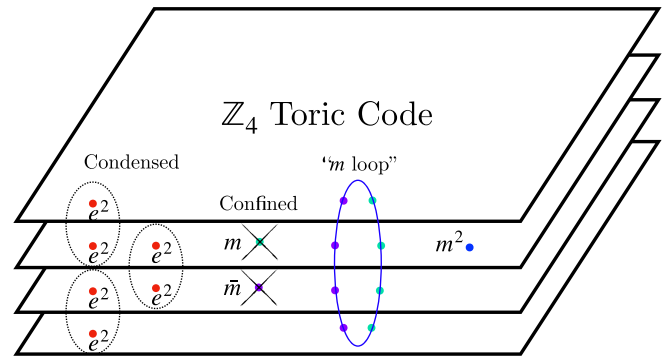 ℤ₄ Toric Code
Condensed
“m loop”
Confined
e²
m
m²
e²
e²
m̄
e²
e²
e²